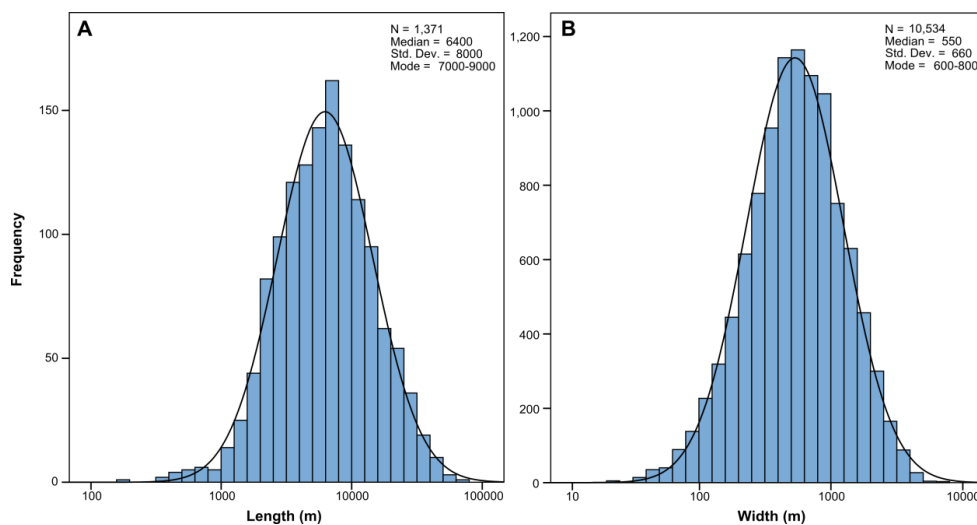 A
N = 1,371
Median = 6400
Std. Dev. = 8000
Mode = 7000-9000
150
100
50
0
Frequency
100
1000
10000
100000
Length (m)
B
N = 10,534
Median = 550
Std. Dev. = 660
Mode = 600-800
1,200
1,000
800
600
400
200
0
10
100
1000
10000
Width (m)